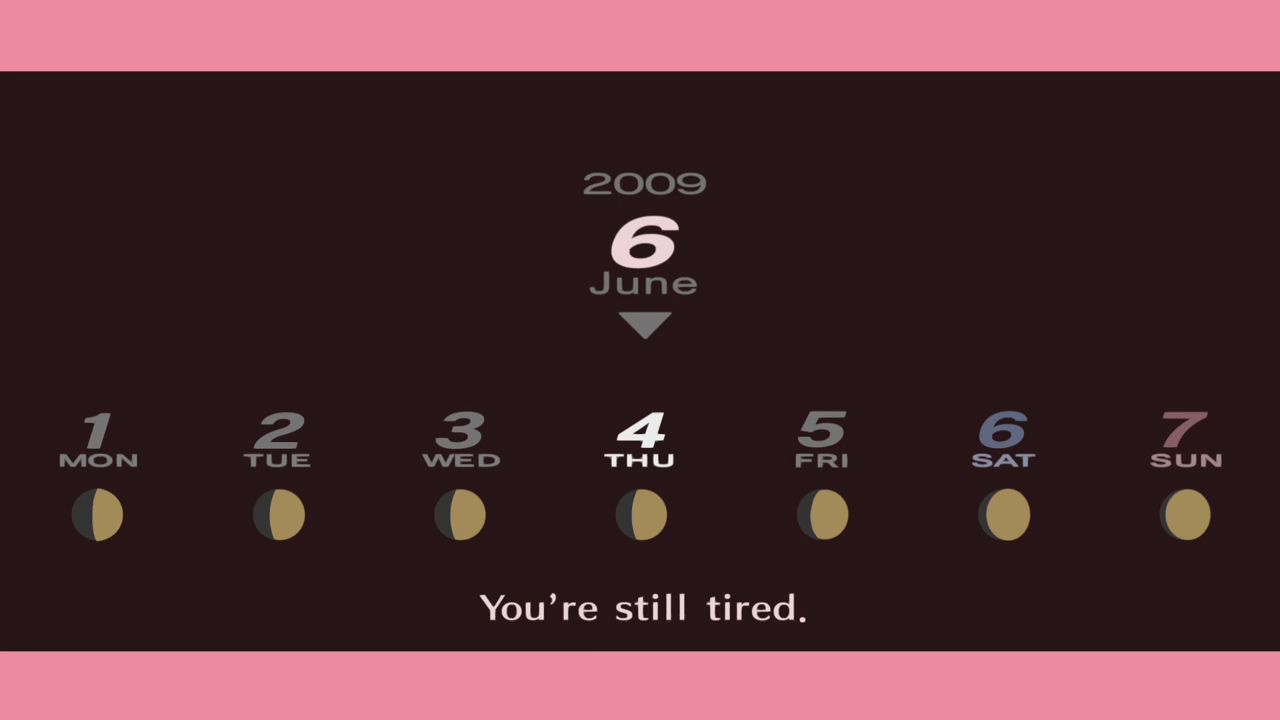 2009
6
June
1 2 3 4 5 6 7
MON TUE WED THU FRI SAT SUN
You're still tired.